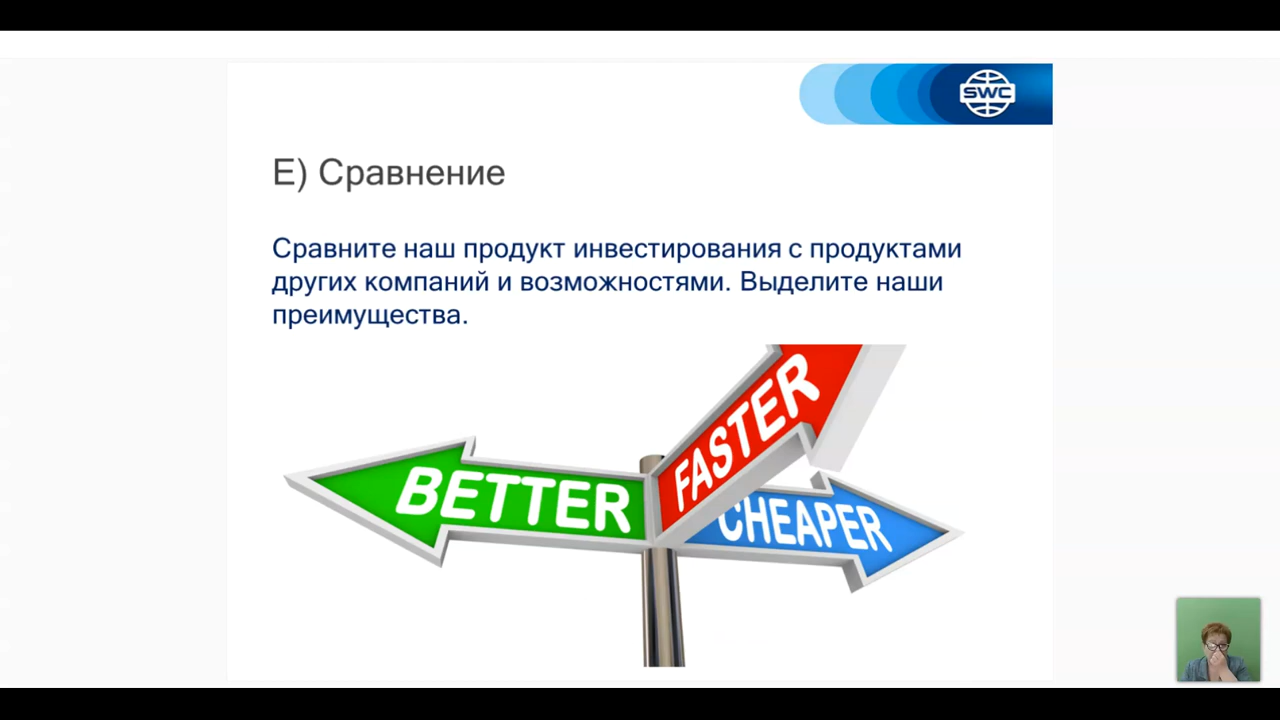 SWC
Е) Сравнение
Сравните наш продукт инвестирования с продуктами
других компаний и возможностями. Выделите наши
преимущества.
FASTER
BETTER
CHEAPER